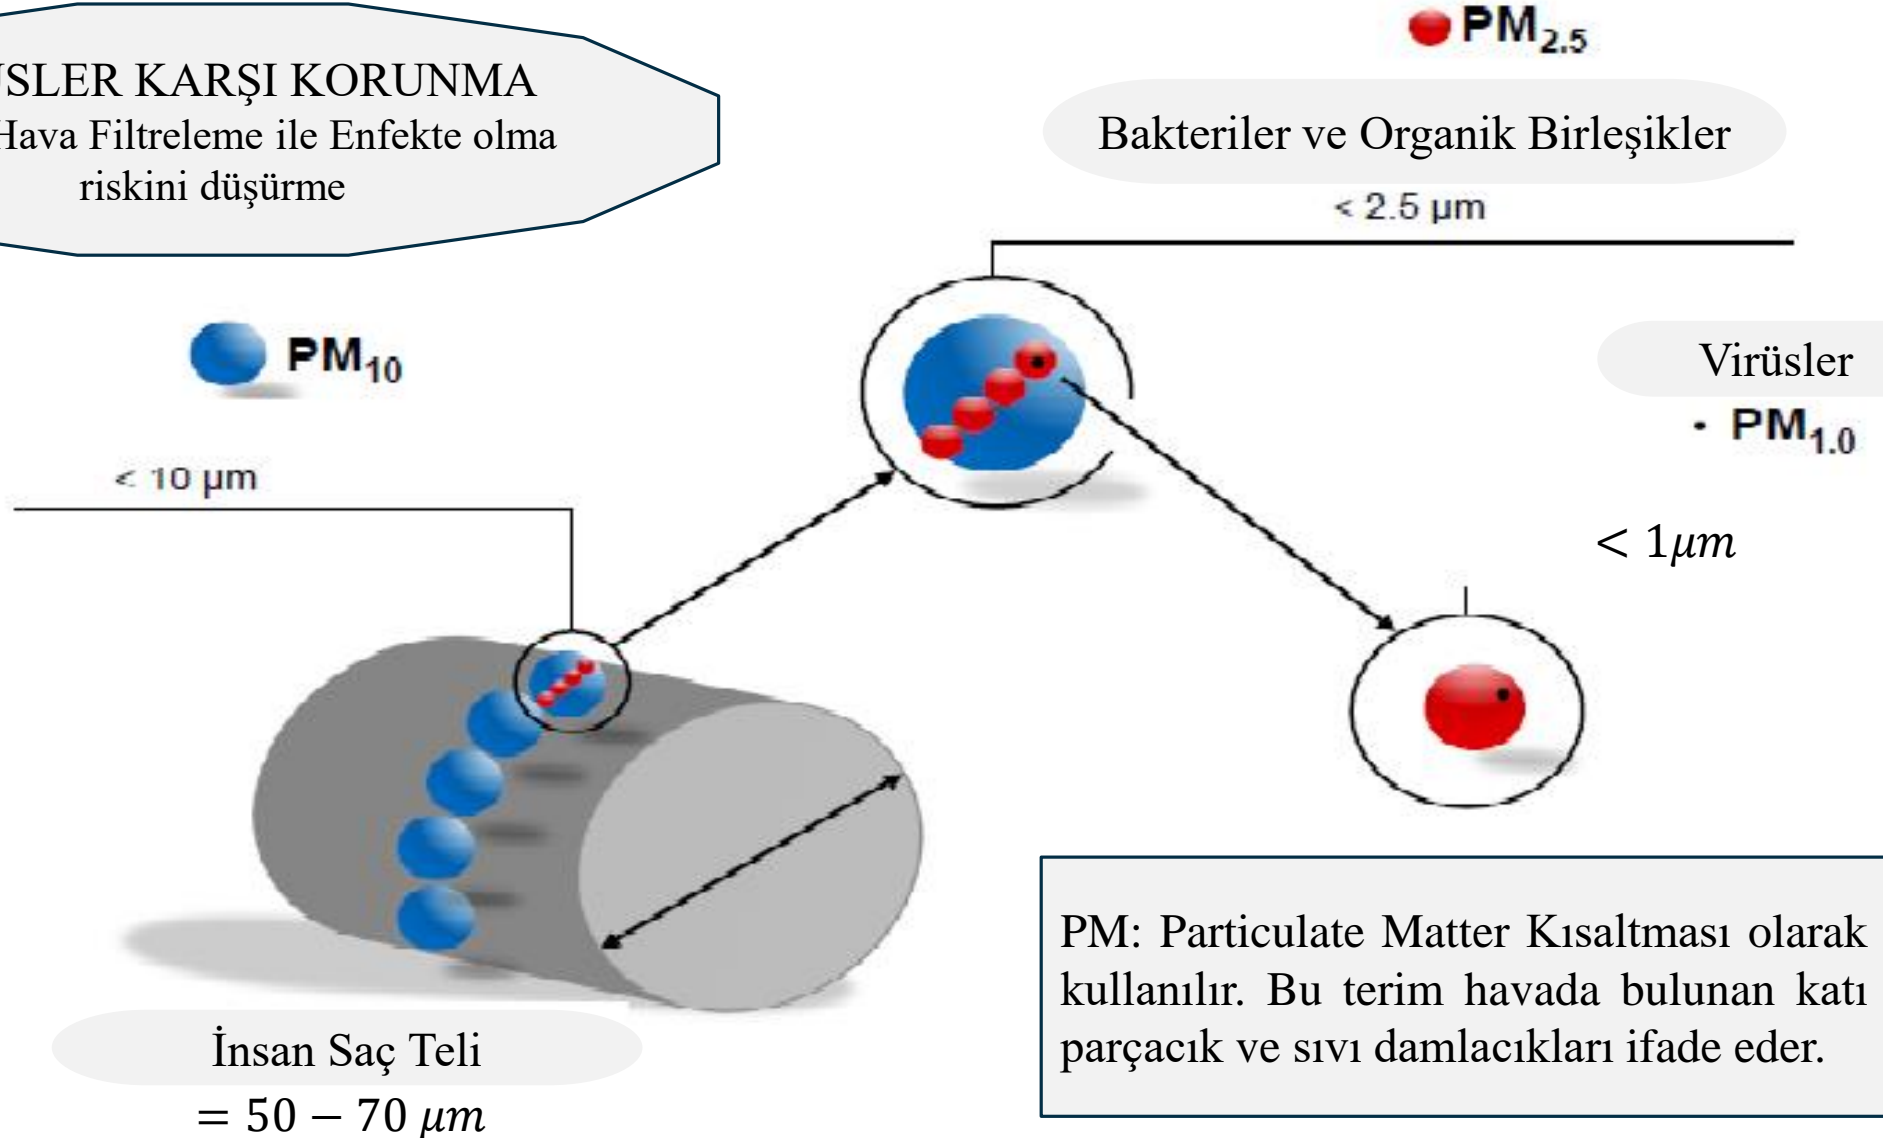 KARŞI KORUNMA
Hava Filtreleme ile Enfekte olma
riskini düşürme
PM2.5
Bakteriler ve Organik Birleşikler
< 2.5 µm
PM10
< 10 µm
Virüsler
· PM1.0
< 1µm
İnsan Saç Teli
= 50 – 70 µm
PM: Particulate Matter Kısaltması olarak
kullanılır. Bu terim havada bulunan katı
parçacık ve sıvı damlacıkları ifade eder.